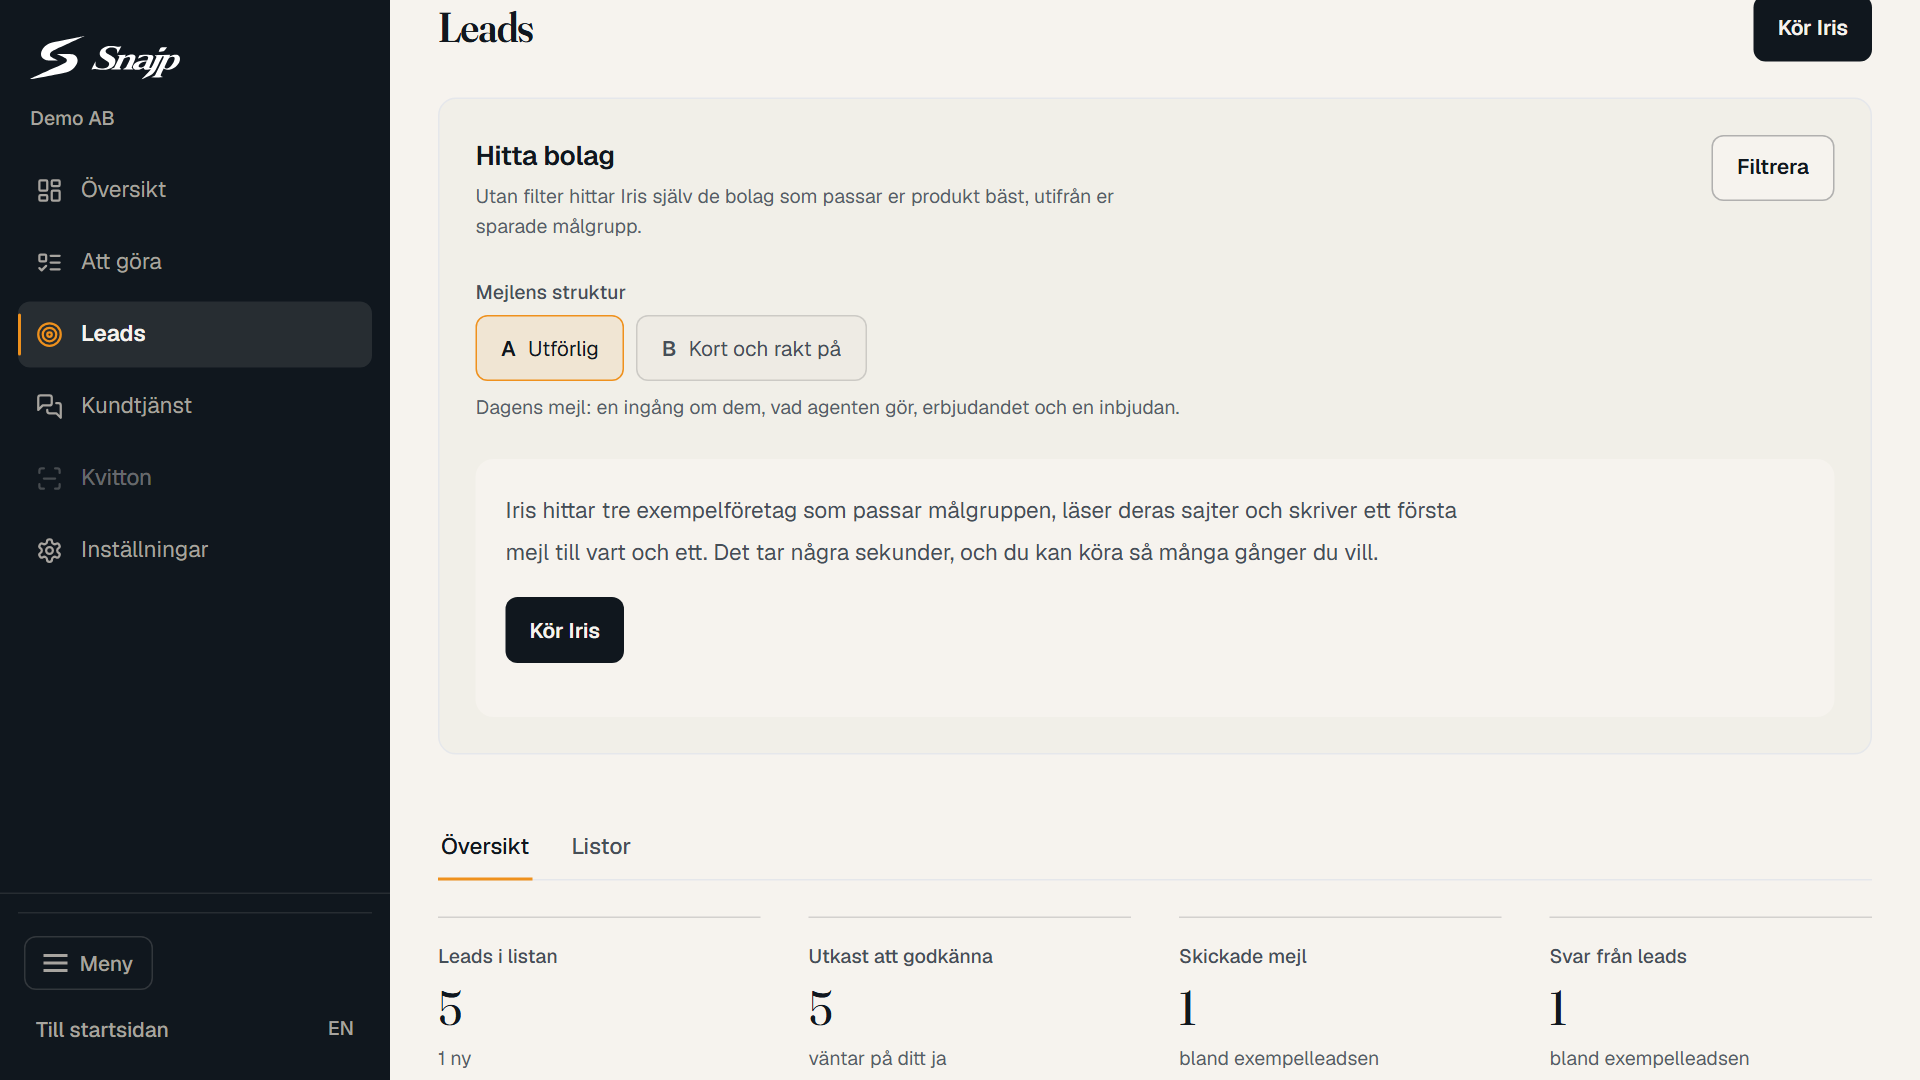 Snajp
Demo AB
Översikt
Att göra
Leads
Kundtjänst
Kvitton
Inställningar
Meny
Till startsidan
EN
Leads
Kör Iris
Hitta bolag
Filtrera
Utan filter hittar Iris själv de bolag som passar er produkt bäst, utifrån er
sparade målgrupp.
Mejlens struktur
A Utförlig
B Kort och rakt på
Dagens mejl: en ingång om dem, vad agenten gör, erbjudandet och en inbjudan.
Iris hittar tre exempelföretag som passar målgruppen, läser deras sajter och skriver ett första
mejl till vart och ett. Det tar några sekunder, och du kan köra så många gånger du vill.
Kör Iris
Översikt
Listor
Leads i listan
5
1 ny
Utkast att godkänna
5
väntar på ditt ja
Skickade mejl
1
bland exempelleadsen
Svar från leads
1
bland exempelleadsen